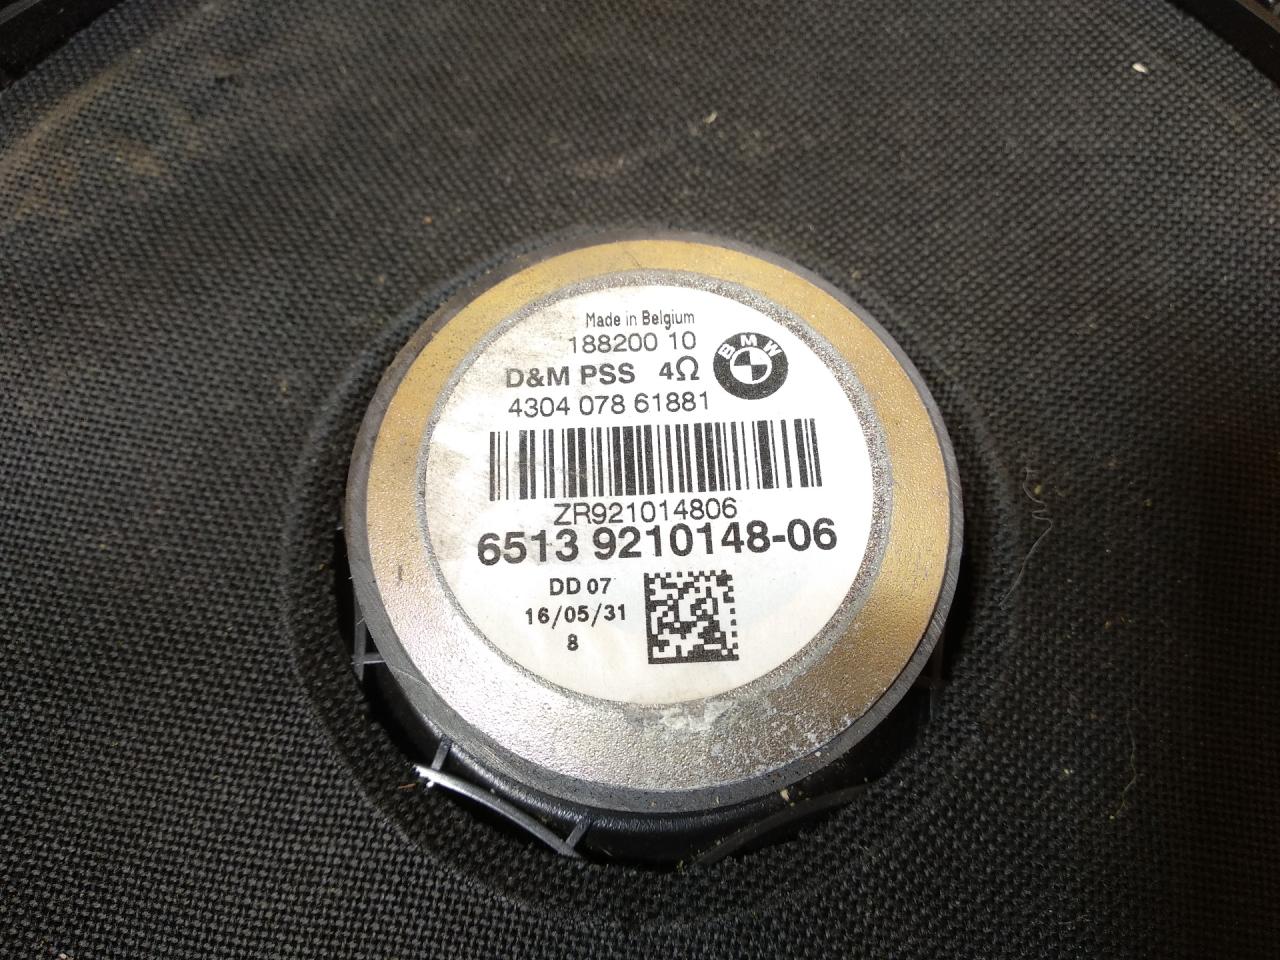 Made in Belgium
188200 10
BMW
D&M PSS 4Ω
4304 078 61881
ZR921014806
6513 9210148-06
DD 07
16/05/31
8